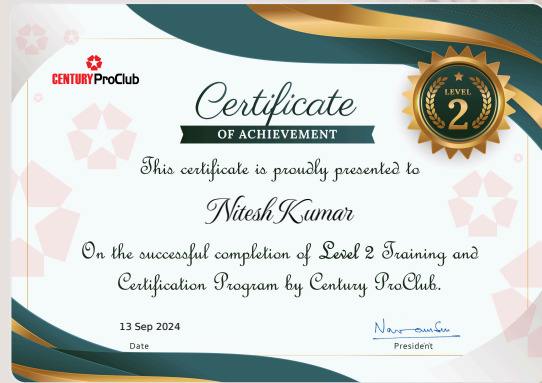 CENTURY ProClub
LEVEL
2
Certificate
OF ACHIEVEMENT
This certificate is proudly presented to
Nitesh Kumar
On the successful completion of Level 2 Training and
Certification Program by Century ProClub.
13 Sep 2024
Date
President